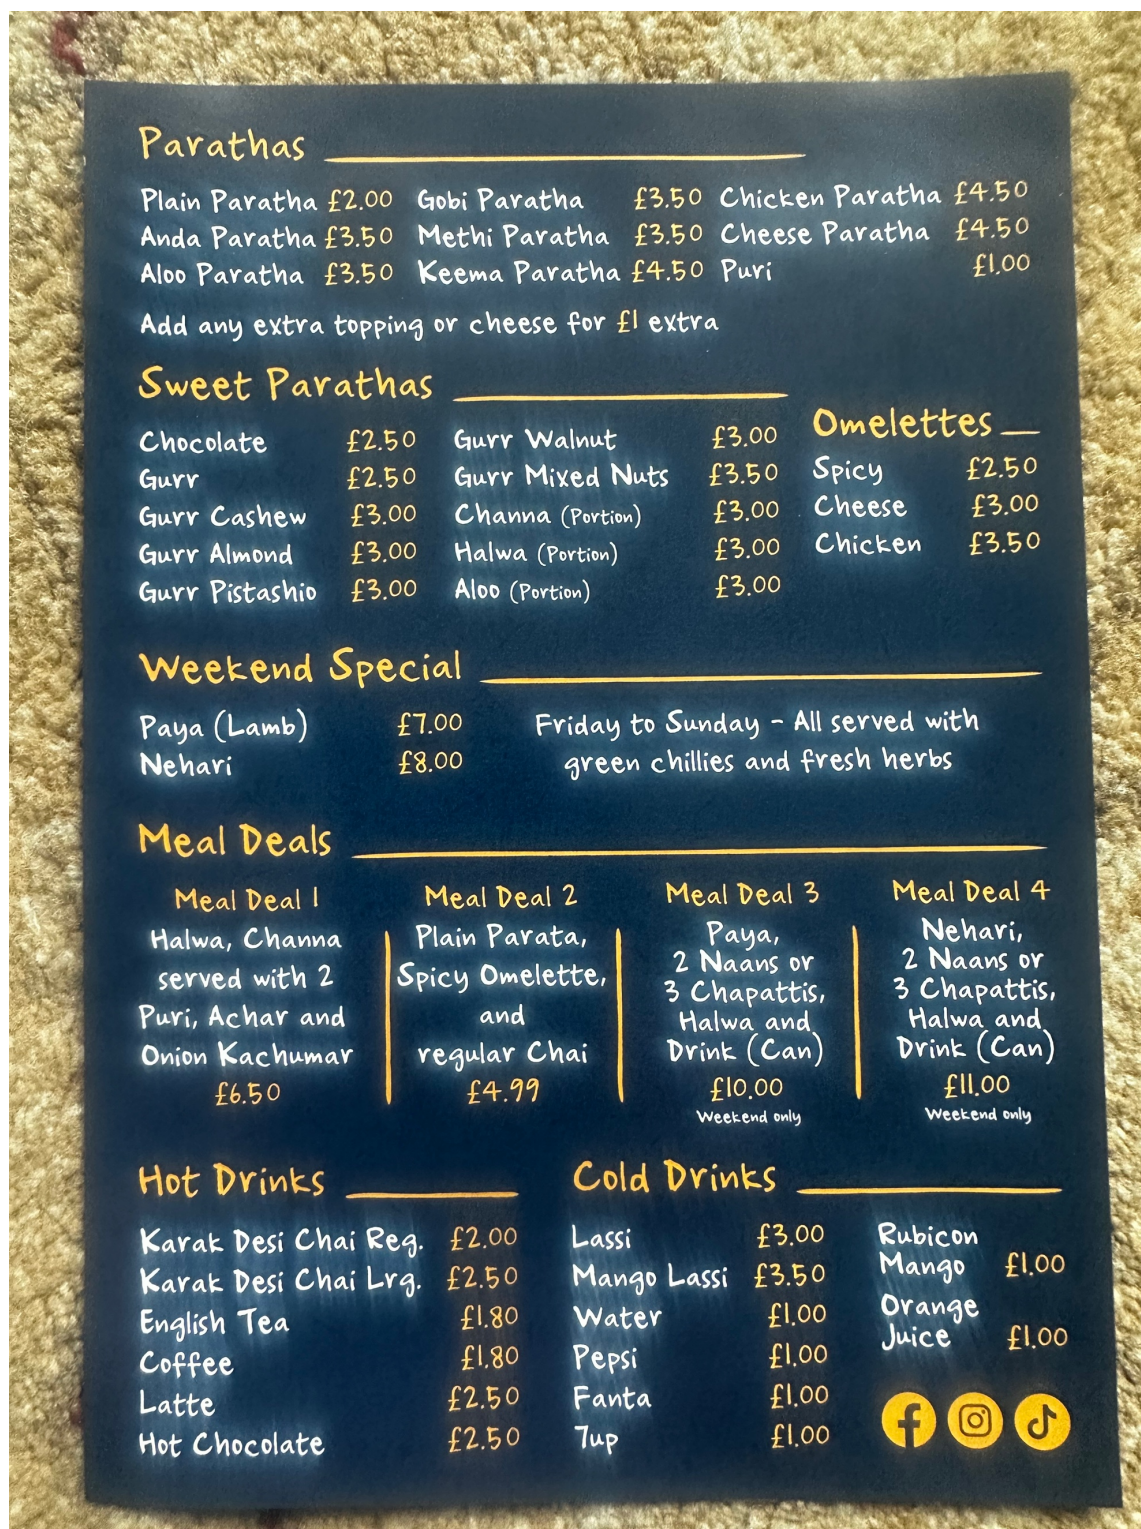 Parathas
Plain Paratha £2.00 Gobi Paratha £3.50 Chicken Paratha £4.50
Anda Paratha £3.50 Methi Paratha £3.50 Cheese Paratha £4.50
Aloo Paratha £3.50 Keema Paratha £4.50 Puri £1.00
Add any extra topping or cheese for £1 extra
Sweet Parathas
Chocolate £2.50 Gurr Walnut £3.00
Gurr £2.50 Gurr Mixed Nuts £3.50
Gurr Cashew £3.00 Channa (Portion) £3.00
Gurr Almond £3.00 Halwa (Portion) £3.00
Gurr Pistashio £3.00 Aloo (Portion) £3.00
Omelettes
Spicy £2.50
Cheese £3.00
Chicken £3.50
Weekend Special
Paya (Lamb) £7.00
Nehari £8.00
Friday to Sunday - All served with
green chillies and fresh herbs
Meal Deals
Meal Deal 1
Halwa, Channa
served with 2
Puri, Achar and
Onion Kachumar
£6.50
Meal Deal 2
Plain Parata,
Spicy Omelette,
and
regular Chai
£4.99
Meal Deal 3
Paya,
2 Naans or
3 Chapattis,
Halwa and
Drink (Can)
£10.00
Weekend only
Meal Deal 4
Nehari,
2 Naans or
3 Chapattis,
Halwa and
Drink (Can)
£11.00
Weekend only
Hot Drinks
Karak Desi Chai Reg. £2.00
Karak Desi Chai Lrg. £2.50
English Tea £1.80
Coffee £1.80
Latte £2.50
Hot Chocolate £2.50
Cold Drinks
Lassi £3.00
Mango Lassi £3.50
Water £1.00
Pepsi £1.00
Fanta £1.00
7up £1.00
Rubicon
Mango £1.00
Orange
Juice £1.00